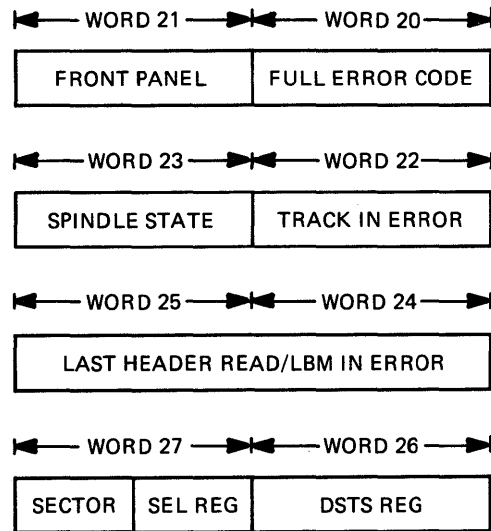 WORD 21 WORD 20
FRONT PANEL FULL ERROR CODE
WORD 23 WORD 22
SPINDLE STATE TRACK IN ERROR
WORD 25 WORD 24
LAST HEADER READ/LBM IN ERROR
WORD 27 WORD 26
SECTOR SEL REG DSTS REG